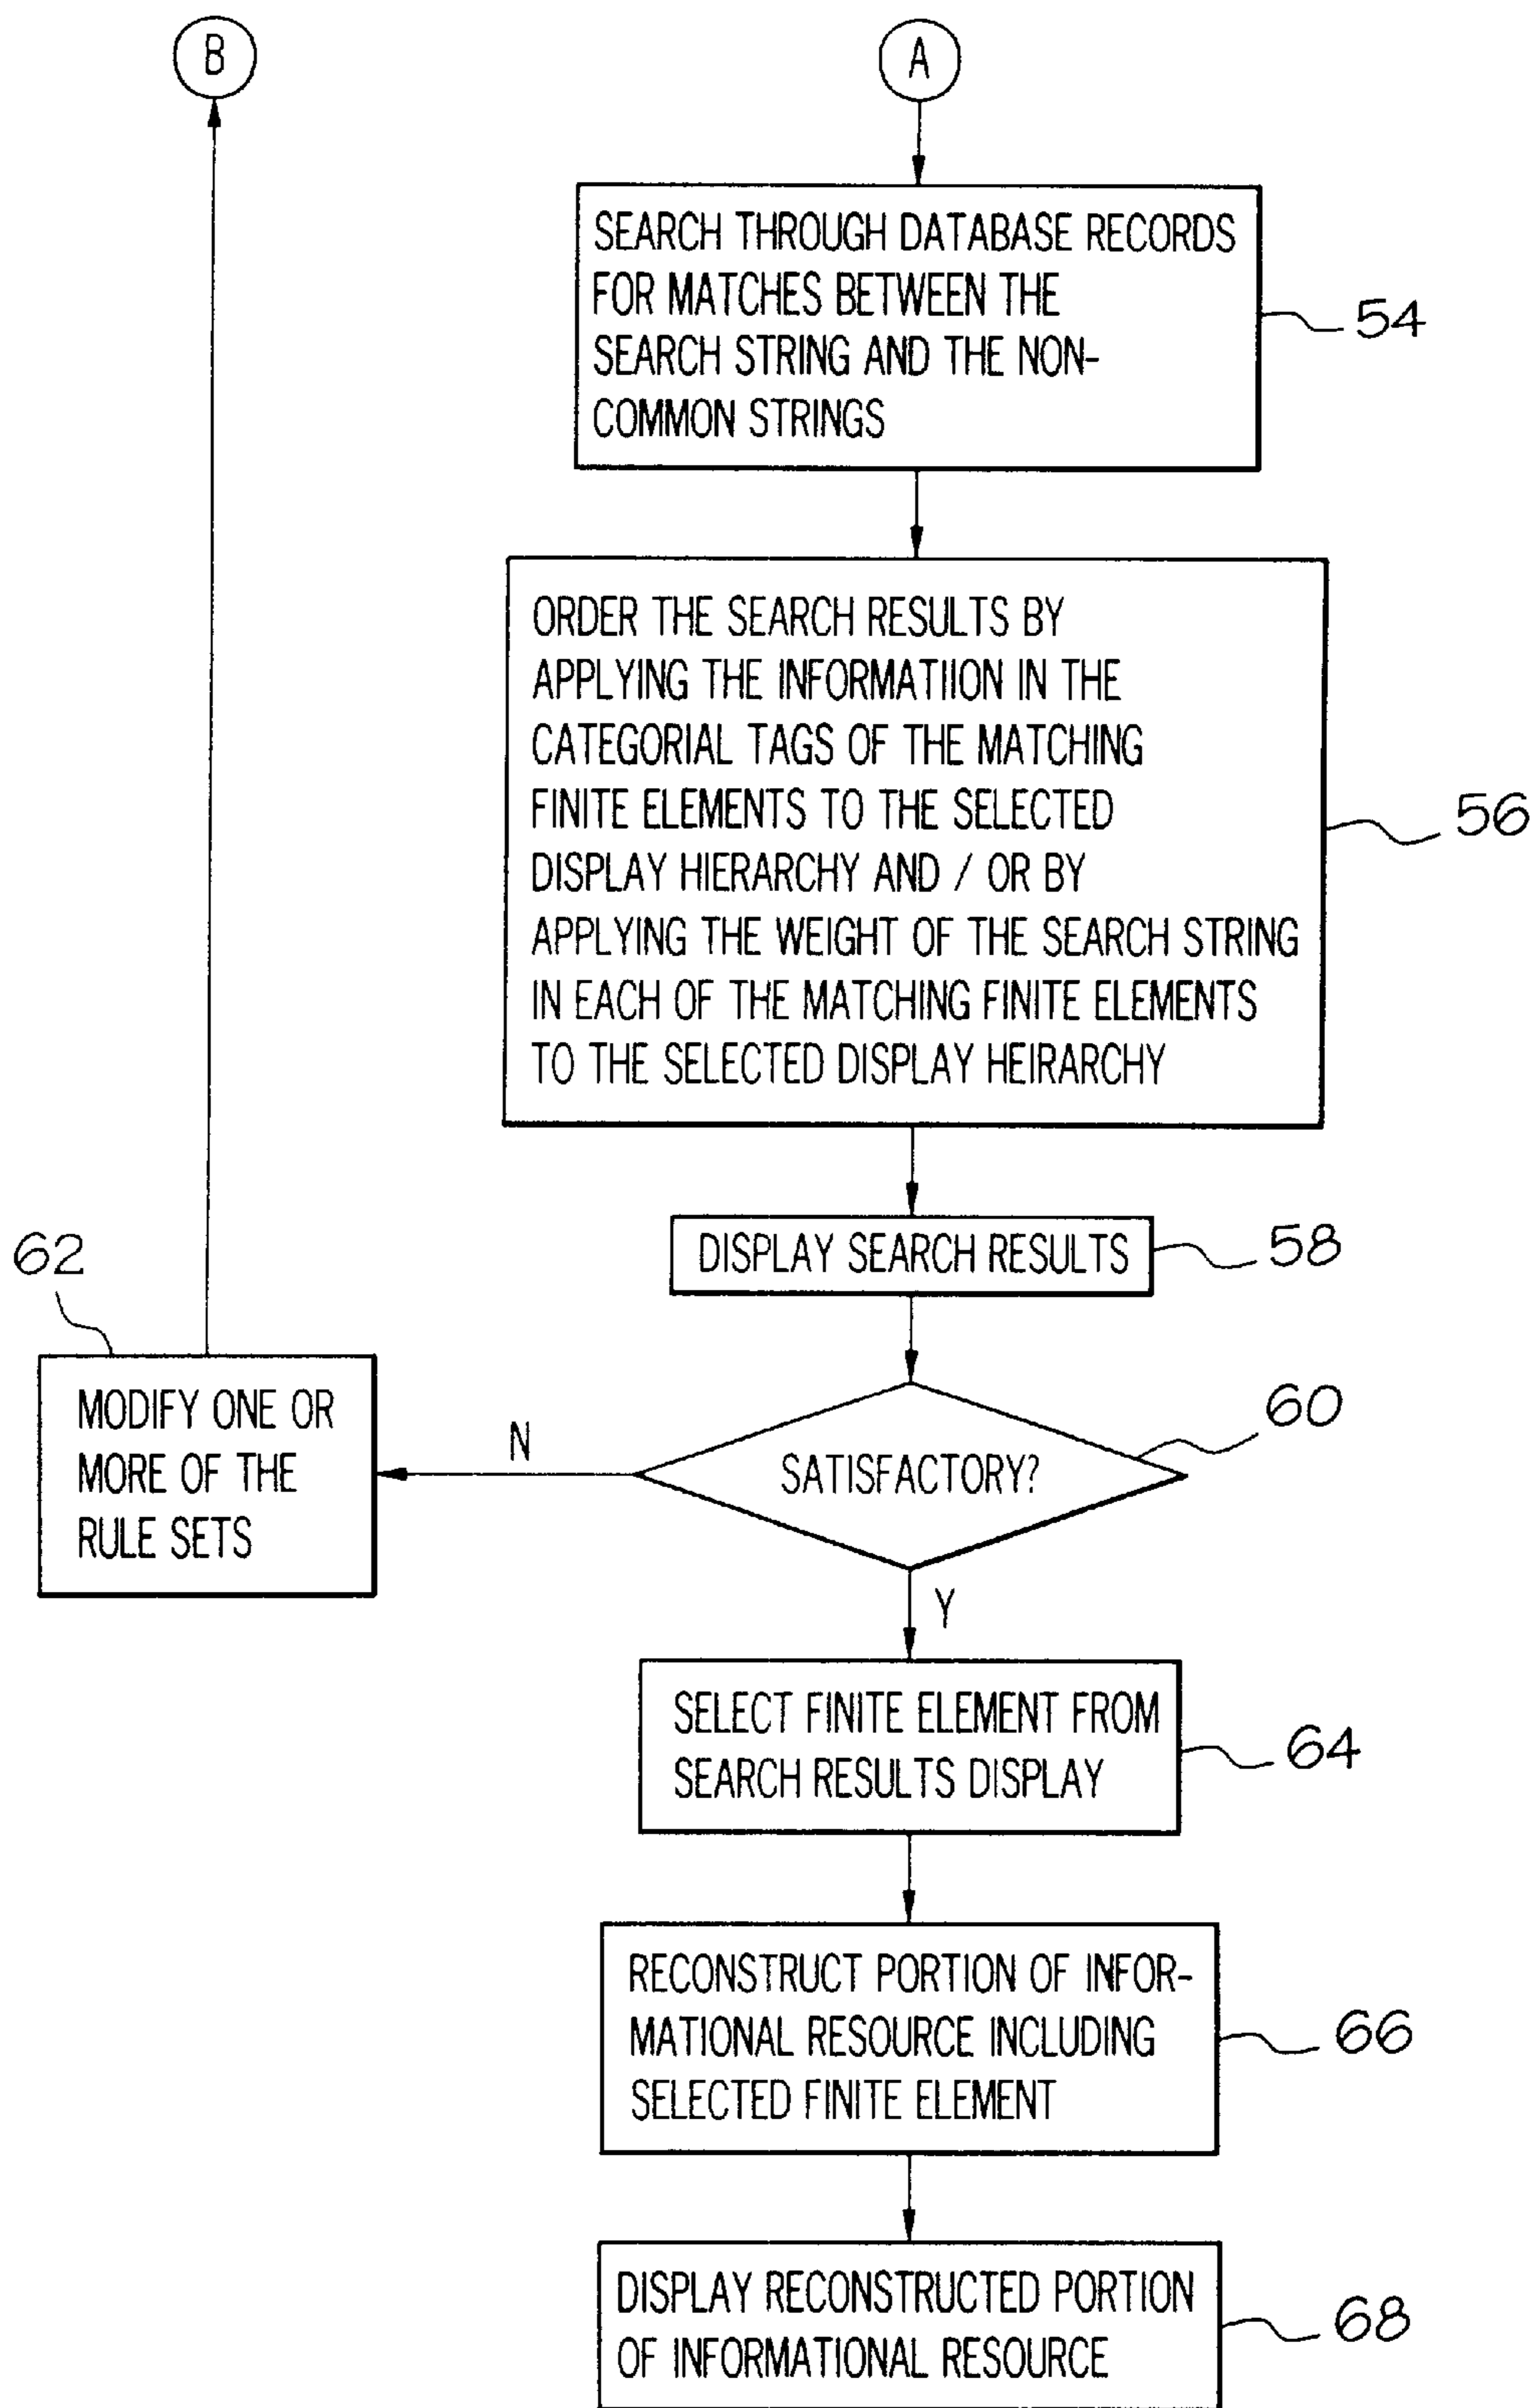 B
A
SEARCH THROUGH DATABASE RECORDS
FOR MATCHES BETWEEN THE
SEARCH STRING AND THE NON-
COMMON STRINGS
54
ORDER THE SEARCH RESULTS BY
APPLYING THE INFORMATIION IN THE
CATEGORIAL TAGS OF THE MATCHING
FINITE ELEMENTS TO THE SELECTED
DISPLAY HIERARCHY AND / OR BY
APPLYING THE WEIGHT OF THE SEARCH STRING
IN EACH OF THE MATCHING FINITE ELEMENTS
TO THE SELECTED DISPLAY HEIRARCHY
56
DISPLAY SEARCH RESULTS
58
62
MODIFY ONE OR
MORE OF THE
RULE SETS
N
SATISFACTORY?
60
Y
SELECT FINITE ELEMENT FROM
SEARCH RESULTS DISPLAY
64
RECONSTRUCT PORTION OF INFOR-
MATIONAL RESOURCE INCLUDING
SELECTED FINITE ELEMENT
66
DISPLAY RECONSTRUCTED PORTION
OF INFORMATIONAL RESOURCE
68